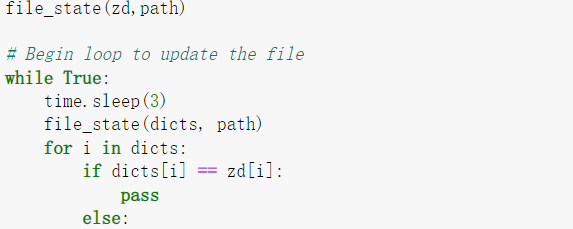 file_state(zd,path)
# Begin loop to update the file
while True:
    time.sleep(3)
    file_state(dicts, path)
    for i in dicts:
        if dicts[i] == zd[i]:
            pass
        else: